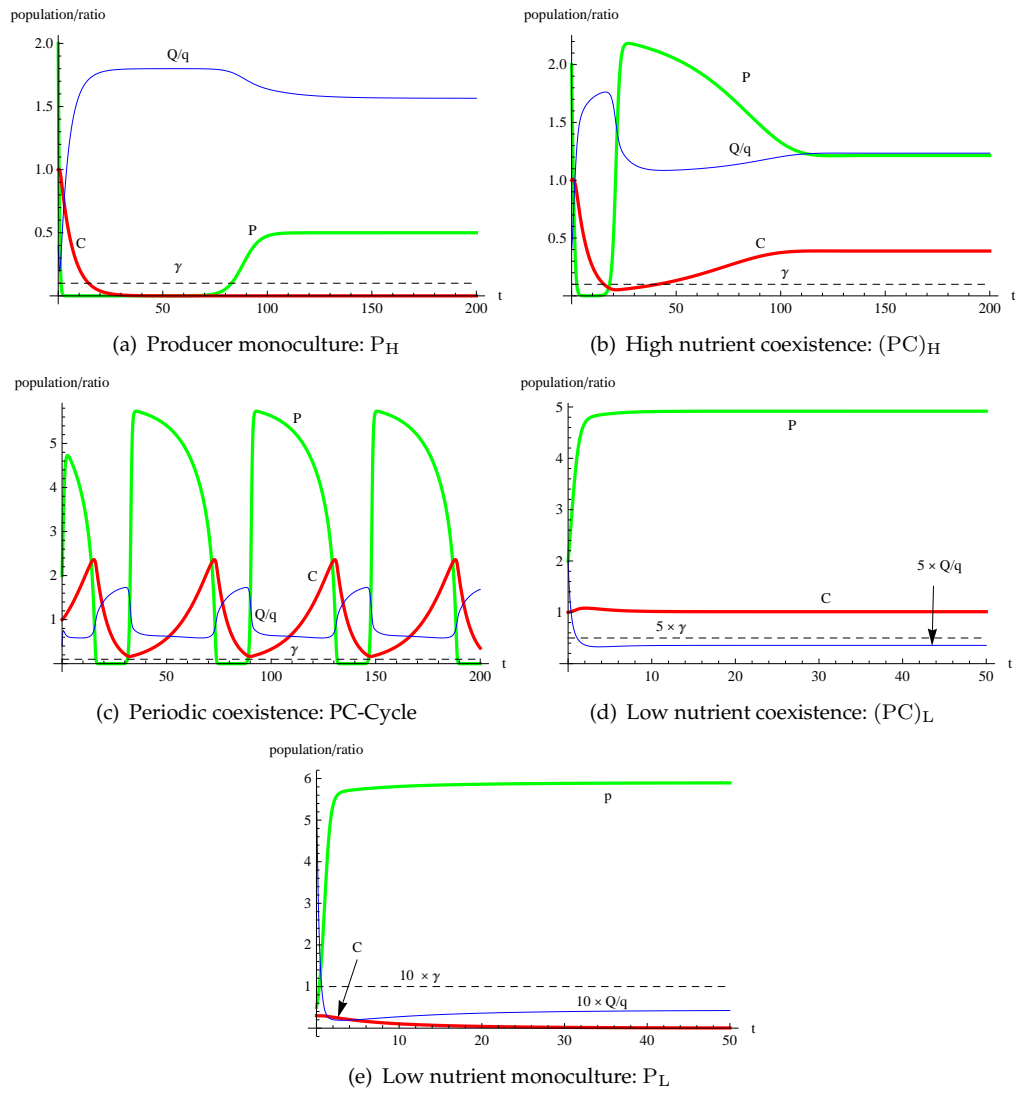 population/ratio
2.0
1.5
1.0
0.5
Q/q
C
P
γ
50
100
150
200
t
(a) Producer monoculture: P_H
population/ratio
2.0
1.5
1.0
0.5
P
Q/q
C
γ
50
100
150
200
t
(b) High nutrient coexistence: (PC)_H
population/ratio
5
4
3
2
1
P
C
Q/q
γ
50
100
150
200
t
(c) Periodic coexistence: PC-Cycle
population/ratio
5
4
3
2
1
P
5 × Q/q
C
5 × γ
10
20
30
40
50
t
(d) Low nutrient coexistence: (PC)_L
population/ratio
6
5
4
3
2
1
p
C
10 × γ
10 × Q/q
10
20
30
40
50
t
(e) Low nutrient monoculture: P_L